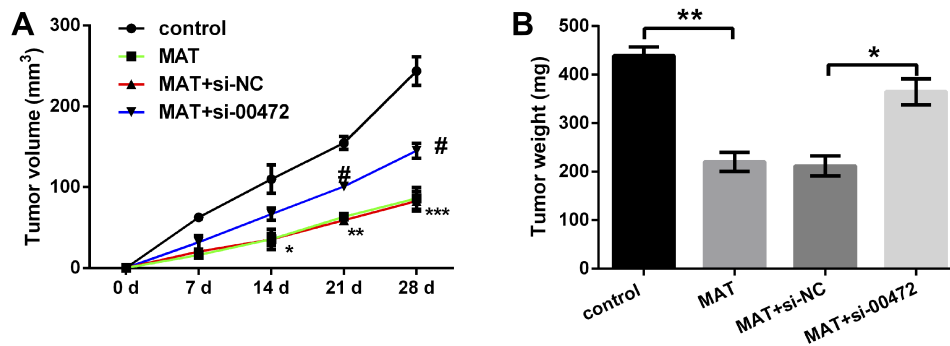 A
Tumor volume (mm³)
300
200
100
0
control
MAT
MAT+si-NC
MAT+si-00472
#
#
*
**
***
0 d 7 d 14 d 21 d 28 d
B
Tumor weight (mg)
500
400
300
200
100
0
**
*
control
MAT
MAT+si-NC
MAT+si-00472